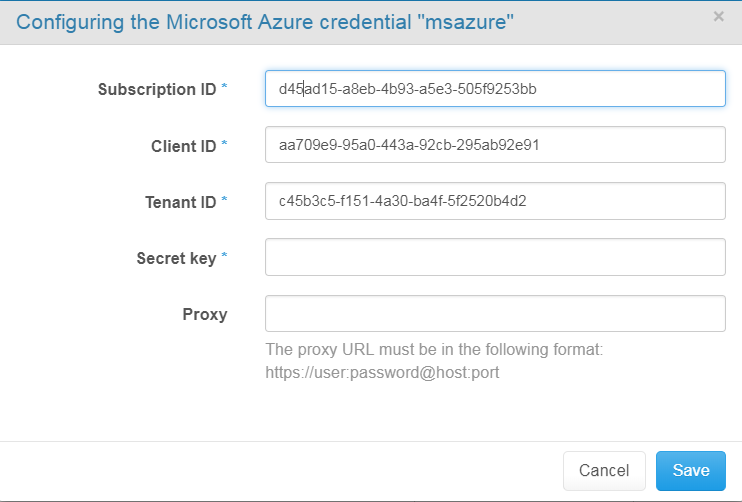 Configuring the Microsoft Azure credential "msazure" ×
Subscription ID * d45ad15-a8eb-4b93-a5e3-505f9253bb
Client ID * aa709e9-95a0-443a-92cb-295ab92e91
Tenant ID * c45b3c5-f151-4a30-ba4f-5f2520b4d2
Secret key *
Proxy
The proxy URL must be in the following format:
https://user:password@host:port
Cancel Save